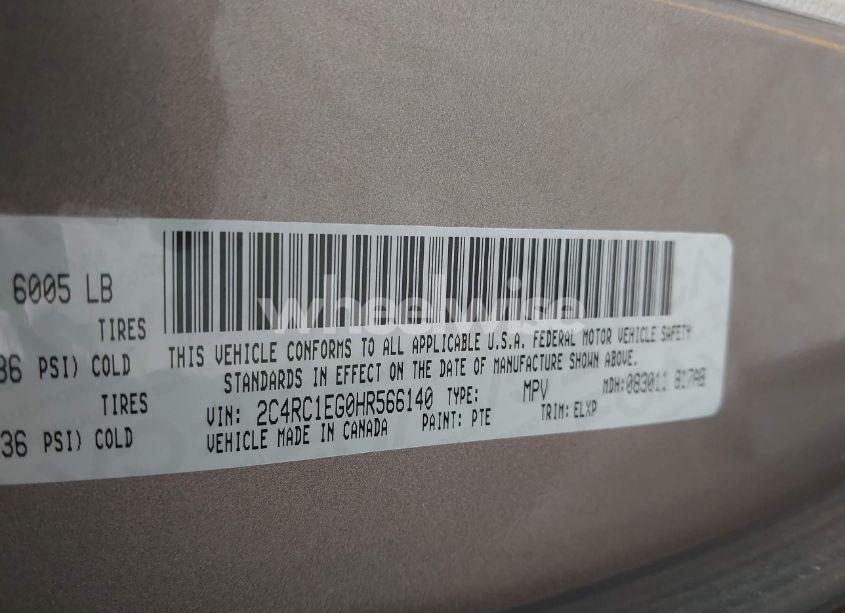 6005 LB
TIRES
36 PSI) COLD
36 PSI) COLD
wheelwise
THIS VEHICLE CONFORMS TO ALL APPLICABLE U.S.A. FEDERAL MOTOR VEHICLE SAFETY
STANDARDS IN EFFECT ON THE DATE OF MANUFACTURE SHOWN ABOVE.
VIN: 2C4RC1EG0HR566140 TYPE: MPV MDH:083011 817AB
VEHICLE MADE IN CANADA PAINT: PTE TRIM: ELXP